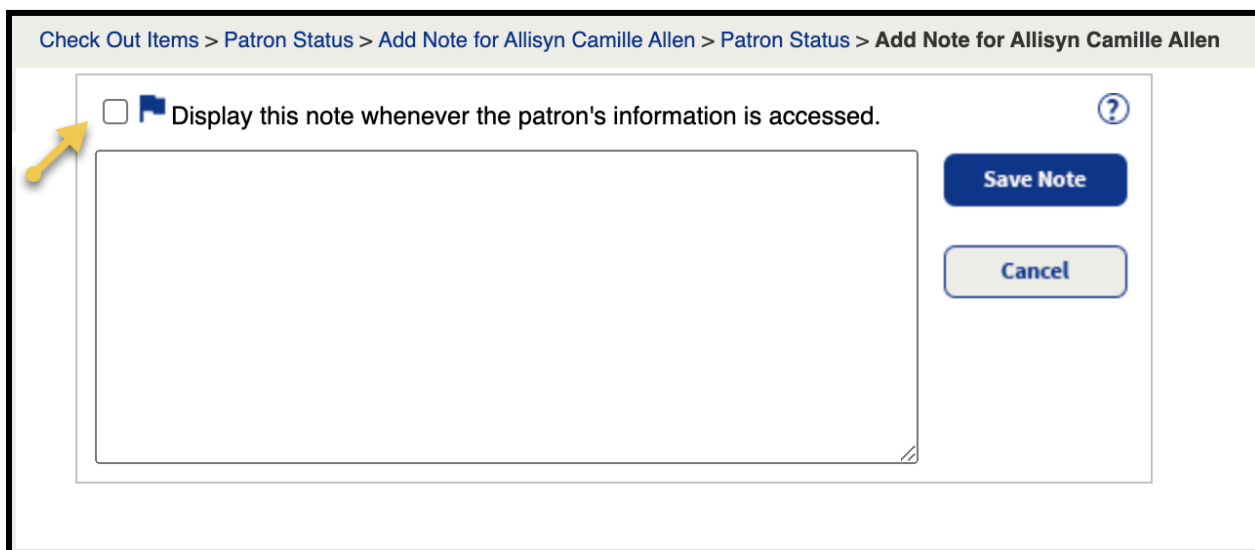 Check Out Items > Patron Status > Add Note for Allisyn Camille Allen > Patron Status > Add Note for Allisyn Camille Allen
Display this note whenever the patron's information is accessed.
?
Save Note
Cancel